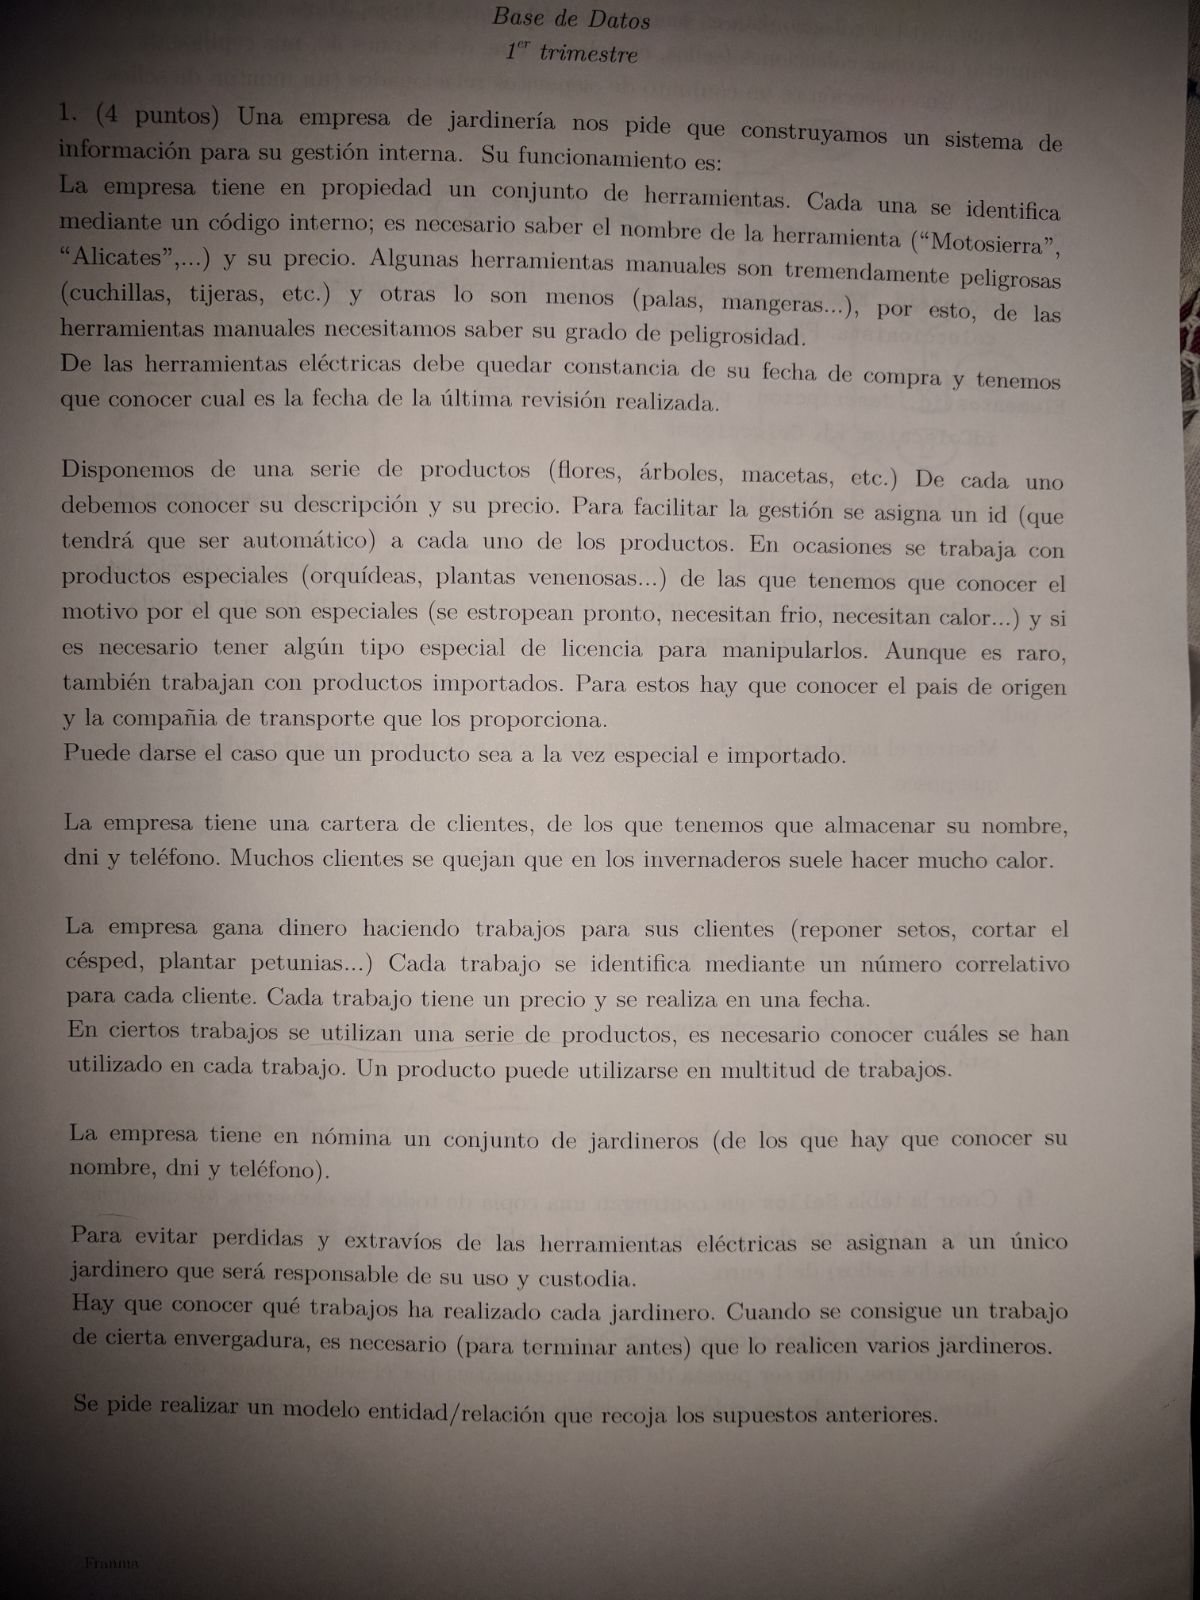 Base de Datos
1er trimestre
1. (4 puntos) Una empresa de jardinería nos pide que construyamos un sistema de
información para su gestión interna. Su funcionamiento es:
La empresa tiene en propiedad un conjunto de herramientas. Cada una se identifica
mediante un código interno; es necesario saber el nombre de la herramienta (“Motosierra”,
“Alicates”,...) y su precio. Algunas herramientas manuales son tremendamente peligrosas
(cuchillas, tijeras, etc.) y otras lo son menos (palas, mangeras...), por esto, de las
herramientas manuales necesitamos saber su grado de peligrosidad.
De las herramientas eléctricas debe quedar constancia de su fecha de compra y tenemos
que conocer cual es la fecha de la última revisión realizada.
Disponemos de una serie de productos (flores, árboles, macetas, etc.) De cada uno
debemos conocer su descripción y su precio. Para facilitar la gestión se asigna un id (que
tendrá que ser automático) a cada uno de los productos. En ocasiones se trabaja con
productos especiales (orquídeas, plantas venenosas...) de las que tenemos que conocer el
motivo por el que son especiales (se estropean pronto, necesitan frio, necesitan calor...) y si
es necesario tener algún tipo especial de licencia para manipularlos. Aunque es raro,
también trabajan con productos importados. Para estos hay que conocer el pais de origen
y la compañia de transporte que los proporciona.
Puede darse el caso que un producto sea a la vez especial e importado.
La empresa tiene una cartera de clientes, de los que tenemos que almacenar su nombre,
dni y teléfono. Muchos clientes se quejan que en los invernaderos suele hacer mucho calor.
La empresa gana dinero haciendo trabajos para sus clientes (reponer setos, cortar el
césped, plantar petunias...) Cada trabajo se identifica mediante un número correlativo
para cada cliente. Cada trabajo tiene un precio y se realiza en una fecha.
En ciertos trabajos se utilizan una serie de productos, es necesario conocer cuáles se han
utilizado en cada trabajo. Un producto puede utilizarse en multitud de trabajos.
La empresa tiene en nómina un conjunto de jardineros (de los que hay que conocer su
nombre, dni y teléfono).
Para evitar perdidas y extravíos de las herramientas eléctricas se asignan a un único
jardinero que será responsable de su uso y custodia.
Hay que conocer qué trabajos ha realizado cada jardinero. Cuando se consigue un trabajo
de cierta envergadura, es necesario (para terminar antes) que lo realicen varios jardineros.
Se pide realizar un modelo entidad/relación que recoja los supuestos anteriores.